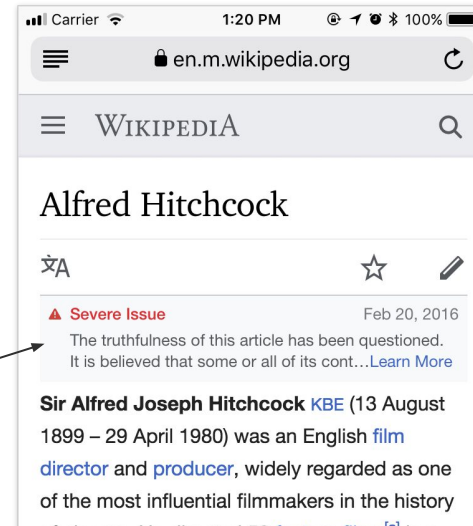 Carrier 1:20 PM 100%
en.m.wikipedia.org
WIKIPEDIA
Alfred Hitchcock
文A
Severe Issue Feb 20, 2016
The truthfulness of this article has been questioned.
It is believed that some or all of its cont…Learn More
Sir Alfred Joseph Hitchcock KBE (13 August
1899 – 29 April 1980) was an English film
director and producer, widely regarded as one
of the most influential filmmakers in the history